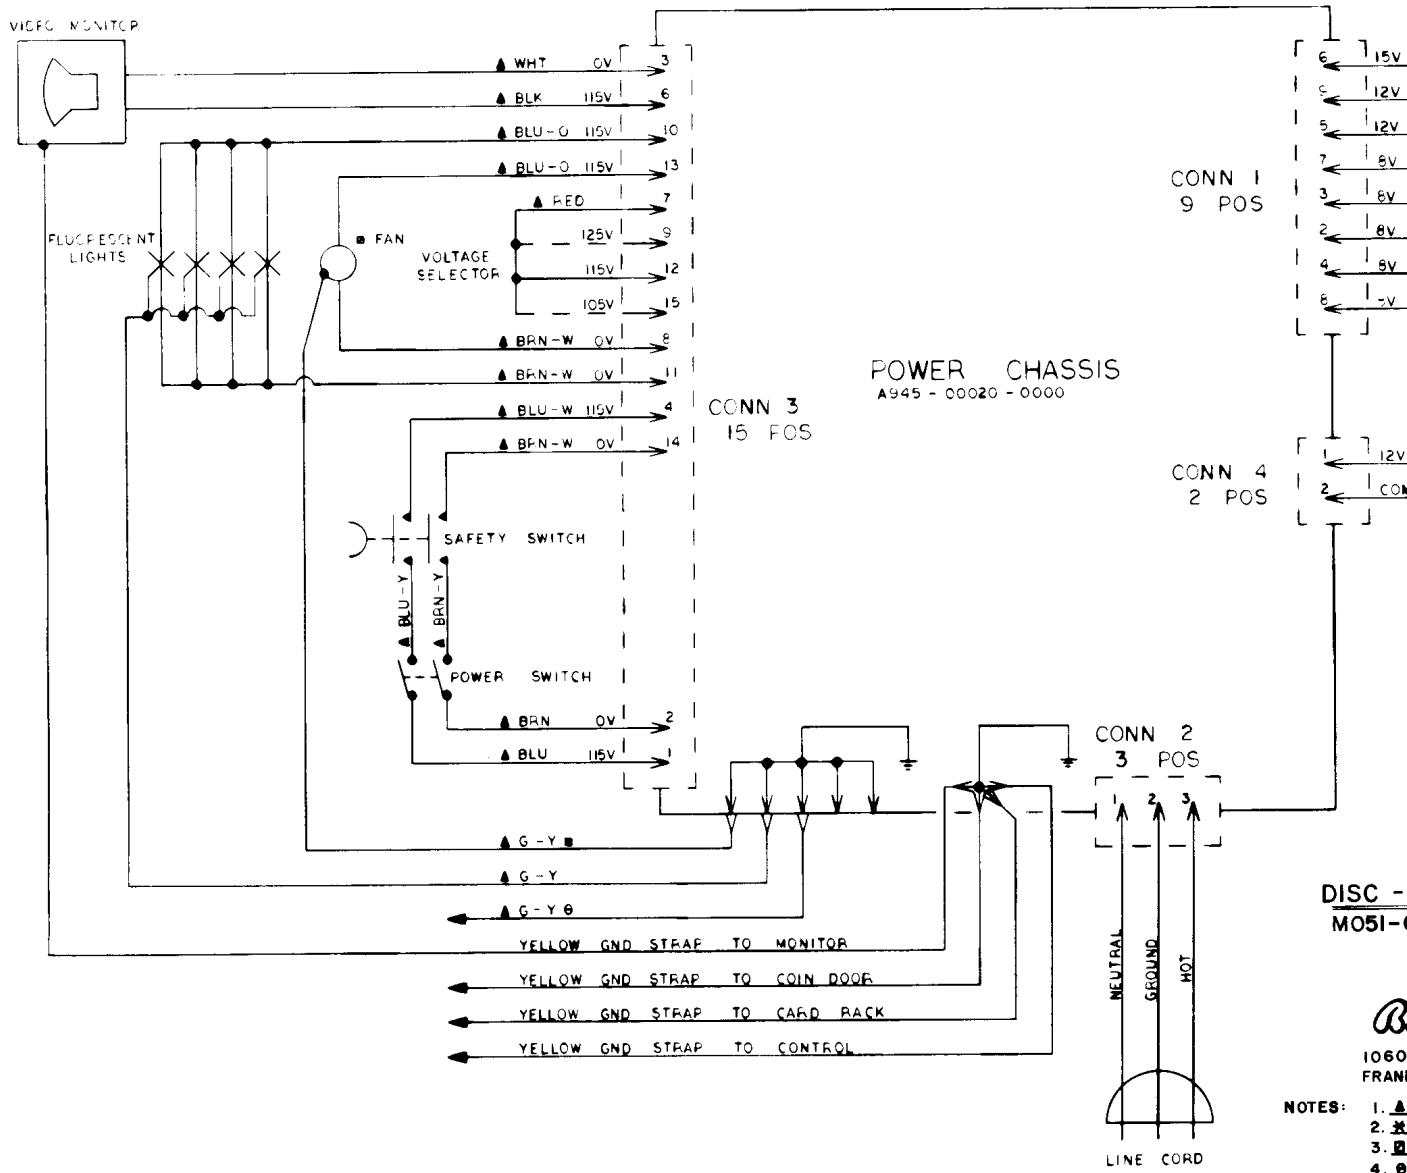 VIDEO MONITOR
WHT 0V 3
BLK 115V 6
BLU-O 115V 10
BLU-O 115V 13
RED 7
125V 9
115V 12
105V 15
FLUORESCENT
LIGHTS
FAN
VOLTAGE
SELECTOR
BRN-W 0V 8
BRN-W 0V 11
BLU-W 115V 4
BRN-W 0V 14
CONN 3
15 POS
POWER CHASSIS
A945-00020-0000
CONN 1
9 POS
6 15V
12V
5 12V
7 8V
3 8V
2 8V
4 8V
8
CONN 4
2 POS
1 12V
2 COM
SAFETY SWITCH
BLU-Y
BRN-Y
POWER SWITCH
BRN 0V 2
BLU 115V 1
CONN 2
3 POS
1 2 3
G-Y
G-Y
G-Y θ
YELLOW GND STRAP TO MONITOR
YELLOW GND STRAP TO COIN DOOR
YELLOW GND STRAP TO CARD RACK
YELLOW GND STRAP TO CONTROL
NEUTRAL
GROUND
HOT
LINE CORD
DISC -
M051-
1060
FRAN
NOTES: 1.
2.
3.
4. θ